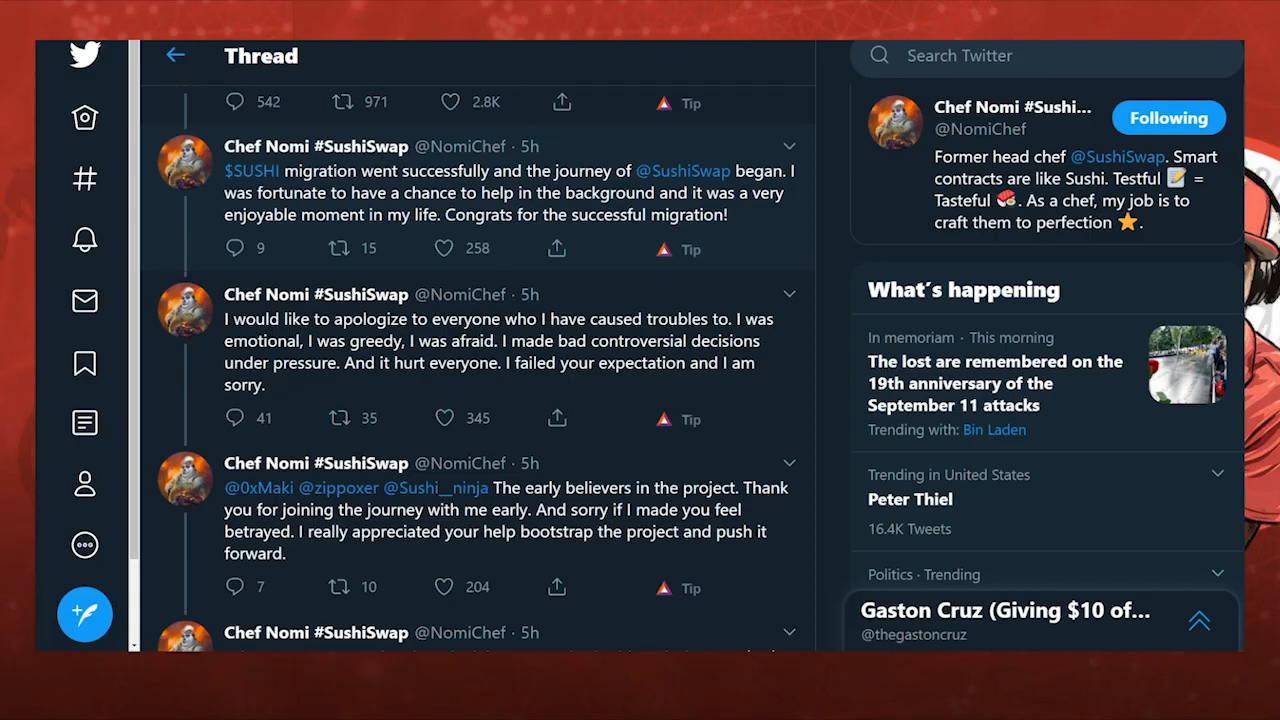 Thread
542 971 2.8K Tip
Chef Nomi #SushiSwap @NomiChef · 5h
$SUSHI migration went successfully and the journey of @SushiSwap began. I
was fortunate to have a chance to help in the background and it was a very
enjoyable moment in my life. Congrats for the successful migration!
9 15 258 Tip
Chef Nomi #SushiSwap @NomiChef · 5h
I would like to apologize to everyone who I have caused troubles to. I was
emotional, I was greedy, I was afraid. I made bad controversial decisions
under pressure. And it hurt everyone. I failed your expectation and I am
sorry.
41 35 345 Tip
Chef Nomi #SushiSwap @NomiChef · 5h
@0xMaki @zippoxer @Sushi__ninja The early believers in the project. Thank
you for joining the journey with me early. And sorry if I made you feel
betrayed. I really appreciated your help bootstrap the project and push it
forward.
7 10 204 Tip
Chef Nomi #SushiSwap @NomiChef · 5h
Search Twitter
Chef Nomi #Sushi...
@NomiChef
Following
Former head chef @SushiSwap. Smart
contracts are like Sushi. Testful 📝 =
Tasteful 🍣. As a chef, my job is to
craft them to perfection ⭐.
What's happening
In memoriam · This morning
The lost are remembered on the
19th anniversary of the
September 11 attacks
Trending with: Bin Laden
Trending in United States
Peter Thiel
16.4K Tweets
Politics · Trending
Gaston Cruz (Giving $10 of...
@thegastoncruz